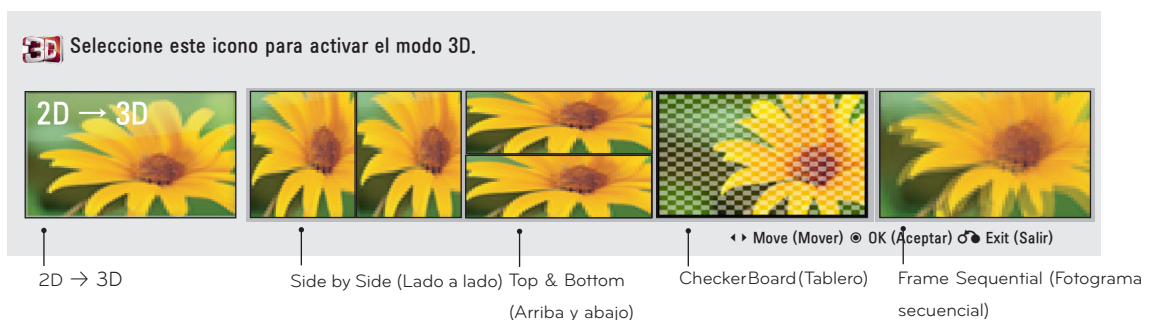 3D Seleccione este icono para activar el modo 3D.
2D → 3D
◂ ▸ Move (Mover) ◉ OK (Aceptar) Exit (Salir)
2D → 3D
Side by Side (Lado a lado)
Top & Bottom
(Arriba y abajo)
CheckerBoard (Tablero)
Frame Sequential (Fotograma
secuencial)